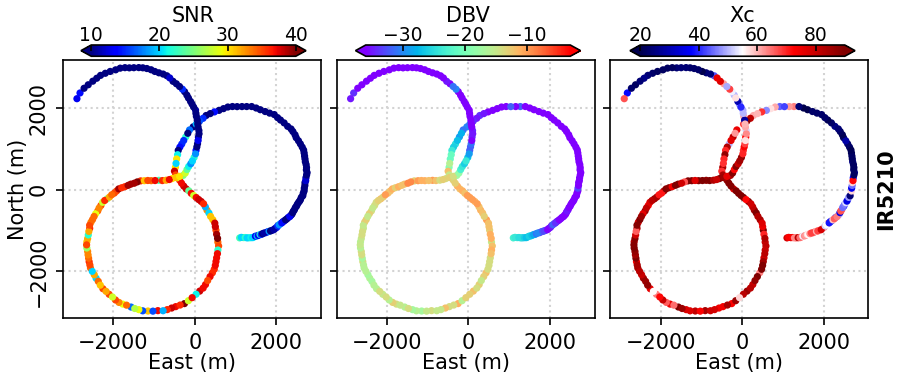 SNR DBV Xc
10 20 30 40 −30 −20 −10 20 40 60 80
North (m)
2000
0
−2000
−2000 0 2000 −2000 0 2000 −2000 0 2000
East (m) East (m) East (m)
IR5210